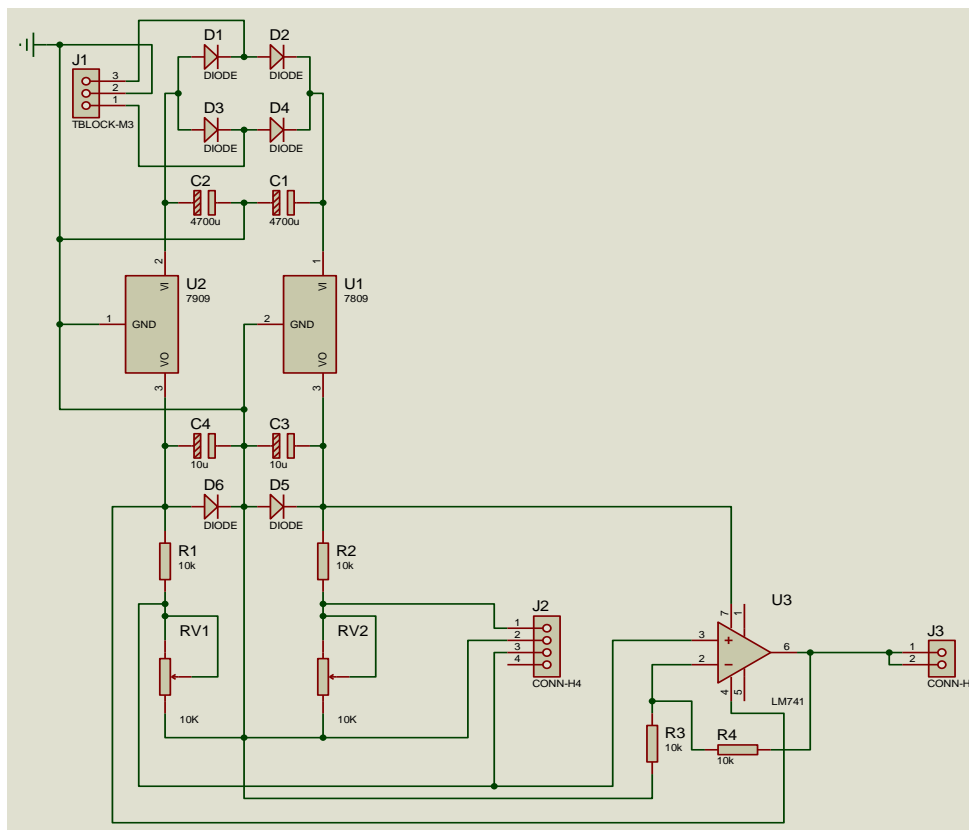 D1 D2
J1
3
2
1
DIODE DIODE
D3 D4
TBLOCK-M3
DIODE DIODE
C2 C1
4700u 4700u
2 1
VI VI
U2 U1
7909 7809
1 GND 2 GND
VO VO
3 3
C4 C3
10u 10u
D6 D5
DIODE DIODE
R1 R2
10k 10k
U3
J2
7 1
RV1 RV2
1
2
3
4
3 +
2 −
6
J3
1
2
CONN-H4
4 5
LM741
CONN-H
10K 10K
R3 R4
10k 10k